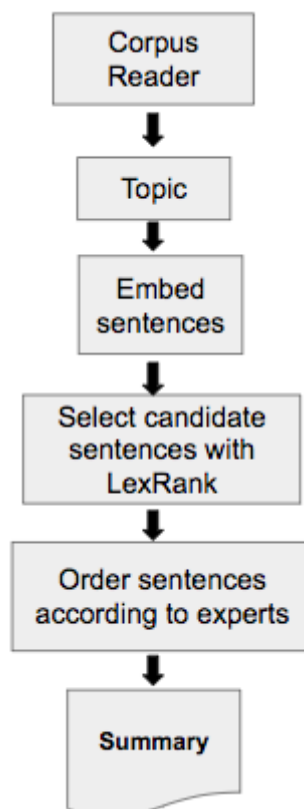 Corpus
Reader
Topic
Embed
sentences
Select candidate
sentences with
LexRank
Order sentences
according to experts
Summary